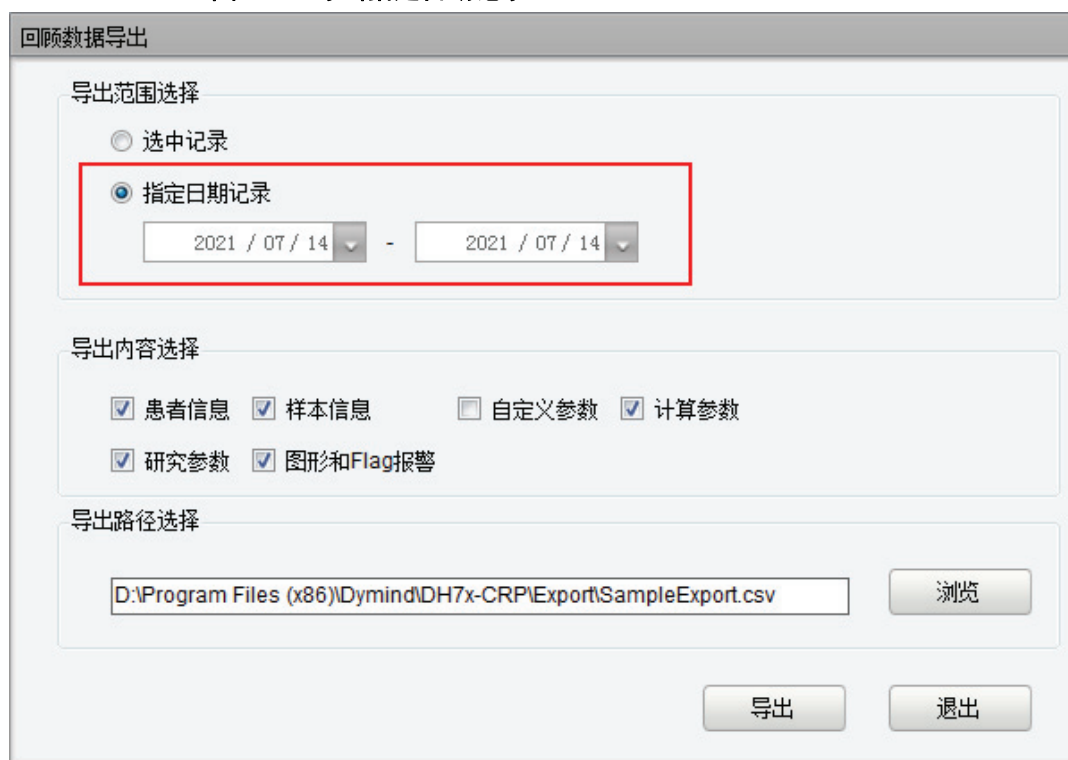 回顾数据导出
导出范围选择
选中记录
指定日期记录
2021 / 07 / 14 - 2021 / 07 / 14
导出内容选择
患者信息 样本信息 自定义参数 计算参数
研究参数 图形和Flag报警
导出路径选择
D:\Program Files (x86)\Dymind\DH7x-CRP\Export\SampleExport.csv 浏览
导出 退出